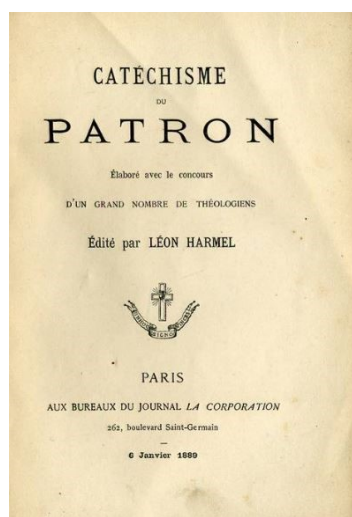 CATÉCHISME
DU
PATRON
Élaboré avec le concours
D'UN GRAND NOMBRE DE THÉOLOGIENS
Édité par LÉON HARMEL
SIGNO
PARIS
AUX BUREAUX DU JOURNAL LA CORPORATION
262, boulevard Saint-Germain
6 Janvier 1889